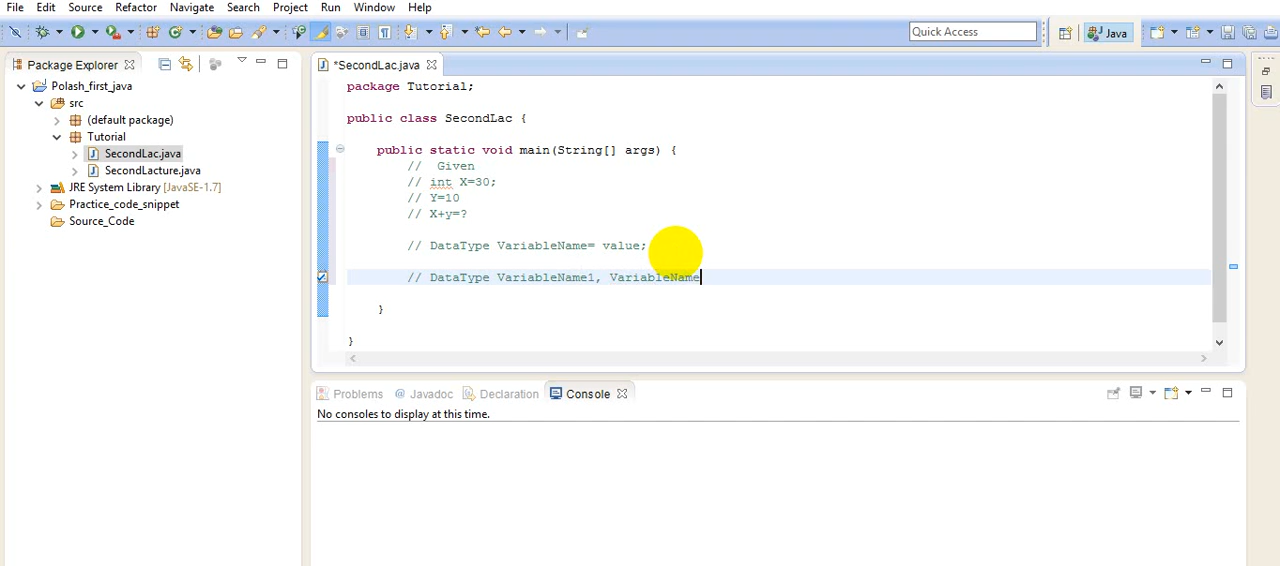 File Edit Source Refactor Navigate Search Project Run Window Help
Quick Access
Java
Package Explorer
Polash_first_java
src
(default package)
Tutorial
SecondLac.java
SecondLacture.java
JRE System Library [JavaSE-1.7]
Practice_code_snippet
Source_Code
*SecondLac.java
package Tutorial;
public class SecondLac {
public static void main(String[] args) {
// Given
// int X=30;
// Y=10
// X+y=?
// DataType VariableName= value;
// DataType VariableName1, VariableName
}
}
Problems @ Javadoc Declaration Console
No consoles to display at this time.